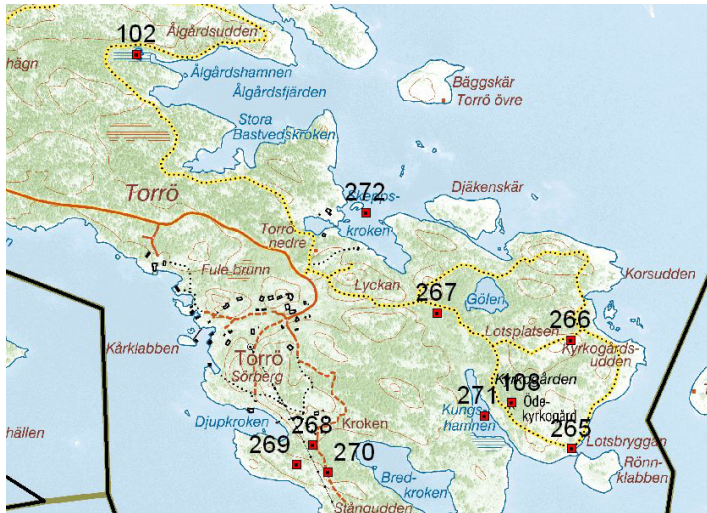 Ålgårdsudden
102
hägn
Ålgårdshamnen
Ålgårdsfjärden
Bäggskär
Torrö övre
Stora
Bastvedskroken
Torrö
272
Skepps-
kroken
Djäkenskär
Torrö
nedre
Korsudden
Fule brunn
Lyckan
Gölen
267
Lotsplatsen
266
Kårklabben
Torrö
Sörberg
Kyrkogårds-
udden
Kyrkogården
108
Öde-
kyrkogård
271
Kungs-
hamnen
Djupkroken
268
Kroken
265
Lotsbryggan
hällen
269
270
Rönn-
klabben
Bred-
kroken
Stångudden